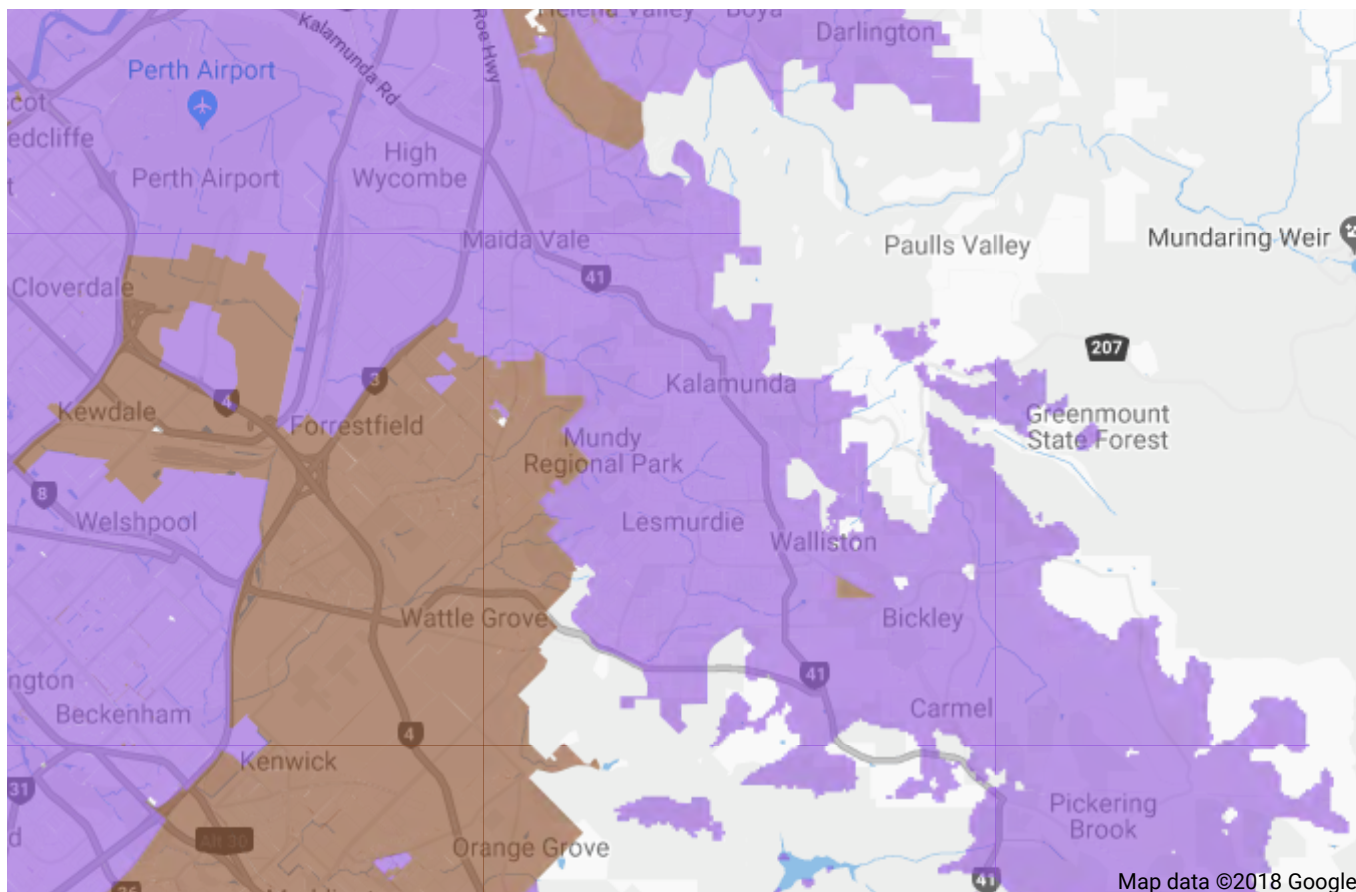 Helena Valley
Boya
Darlington
Kalamunda Rd
Roe Hwy
Perth Airport
cot
edcliffe
High
Wycombe
Perth Airport
t
Maida Vale
Paulls Valley
Mundaring Weir
Cloverdale
41
207
3
Kalamunda
4
Kewdale
Forrestfield
Greenmount
State Forest
Mundy
Regional Park
8
Welshpool
Lesmurdie
Walliston
Wattle Grove
Bickley
ngton
41
Beckenham
Carmel
4
Kenwick
31
Pickering
Brook
d
Alt 30
Orange Grove
41
Map data ©2018 Google